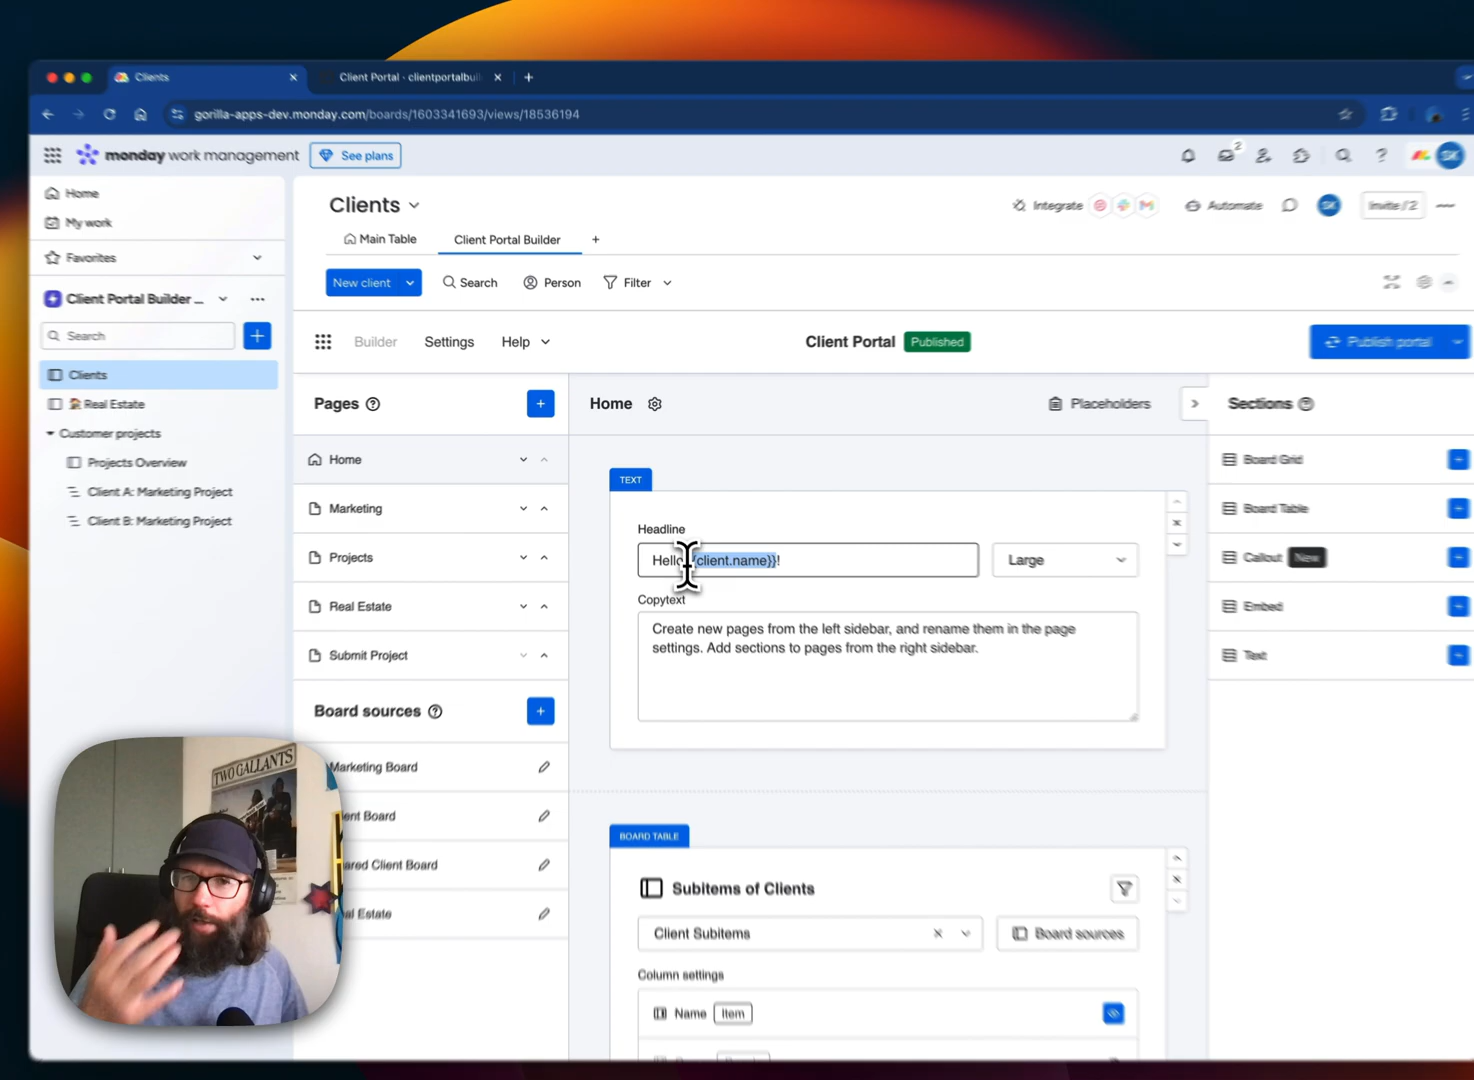 Clients
Client Portal · clientportalbuil
gorilla-apps-dev.monday.com/boards/1603341693/views/18536194
monday work management
See plans
2
SK
Home
My work
Favorites
Client Portal Builder ...
Search
Clients
Real Estate
Customer projects
Projects Overview
Client A: Marketing Project
Client B: Marketing Project
Clients
Integrate
Automate
SK
Invite / 2
Main Table
Client Portal Builder
New client
Search
Person
Filter
Builder
Settings
Help
Client Portal
Published
Publish portal
Pages
Home
Marketing
Projects
Real Estate
Submit Project
Board sources
Marketing Board
ent Board
ared Client Board
al Estate
Home
Placeholders
TEXT
Headline
Hello {client.name}}!
Large
Copytext
Create new pages from the left sidebar, and rename them in the page
settings. Add sections to pages from the right sidebar.
BOARD TABLE
Subitems of Clients
Client Subitems
Board sources
Column settings
Name
Item
Sections
Board Grid
Board Table
Callout
New
Embed
Text
TWO GALLANTS